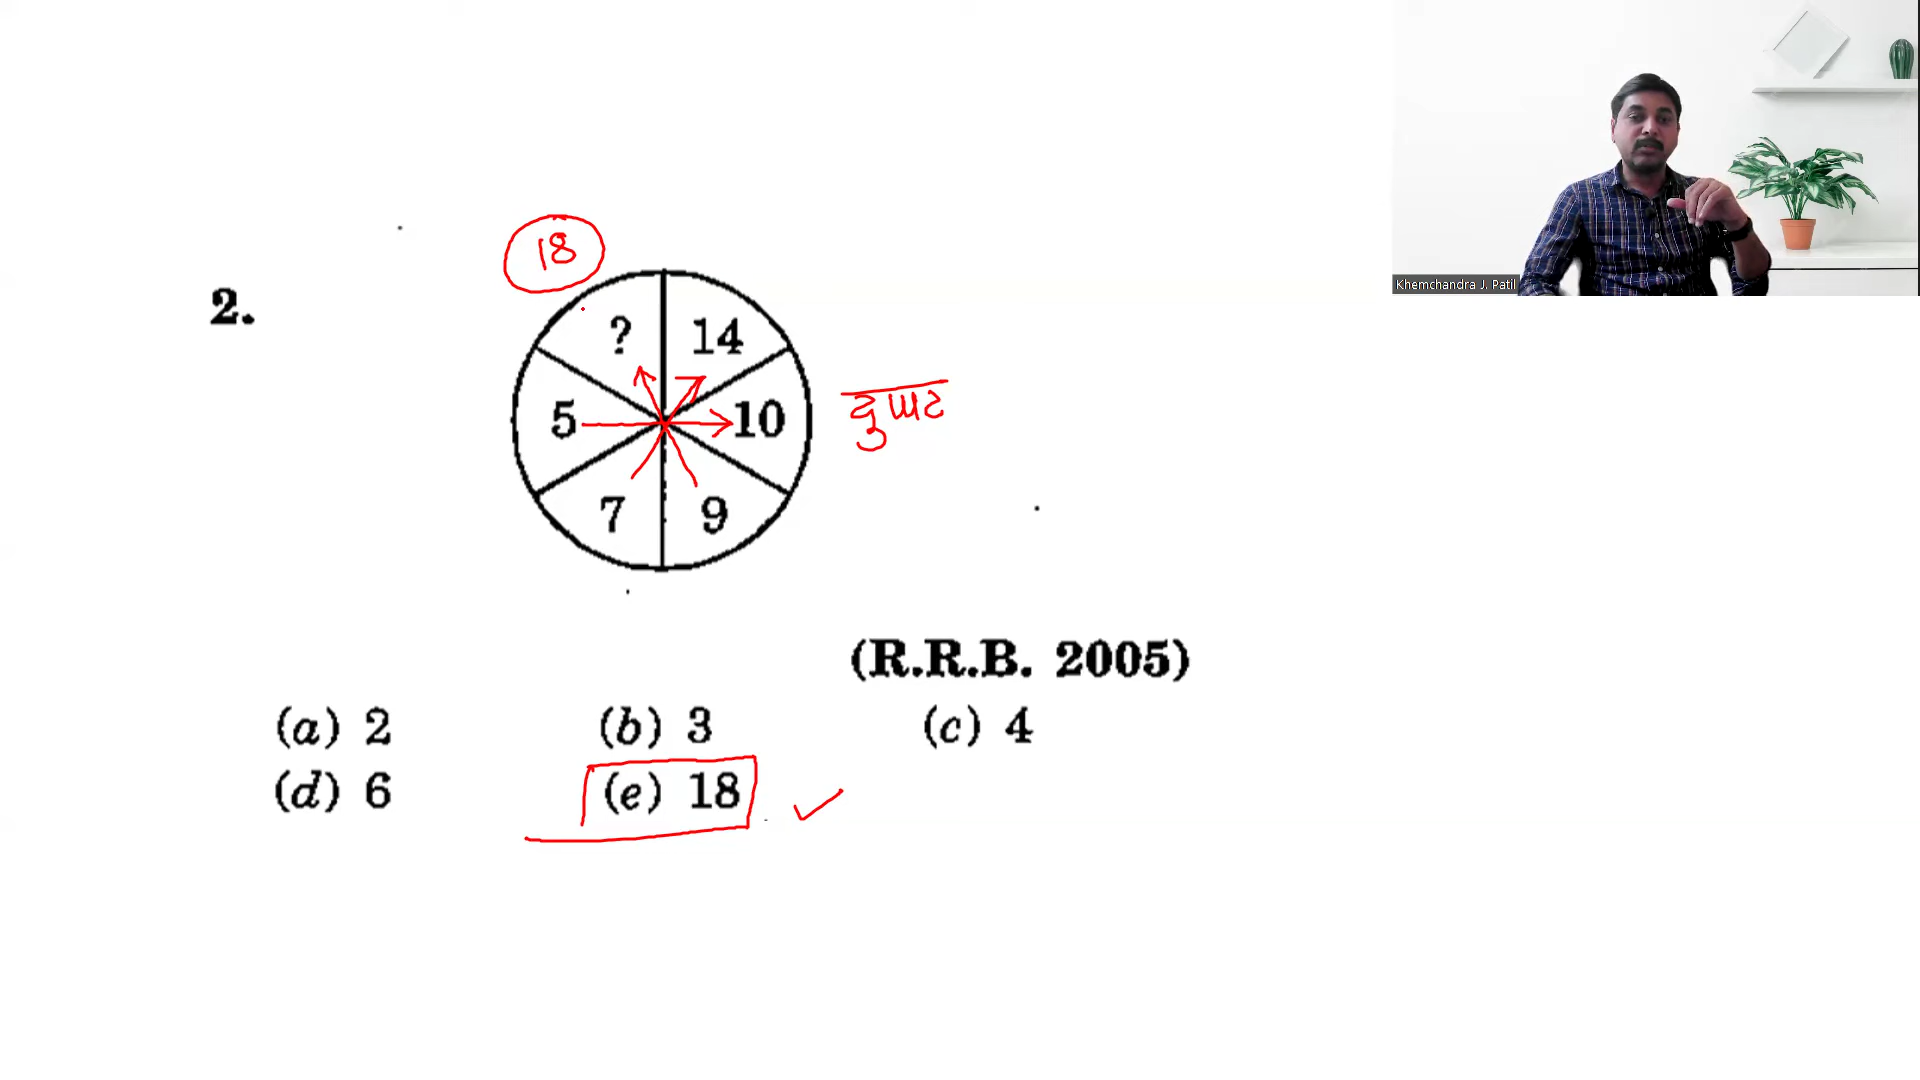 Khemchandra J. Patil
18
2.
? 14
5 10
दुप्पट
7 9
(R.R.B. 2005)
(a) 2 (b) 3 (c) 4
(d) 6 (e) 18